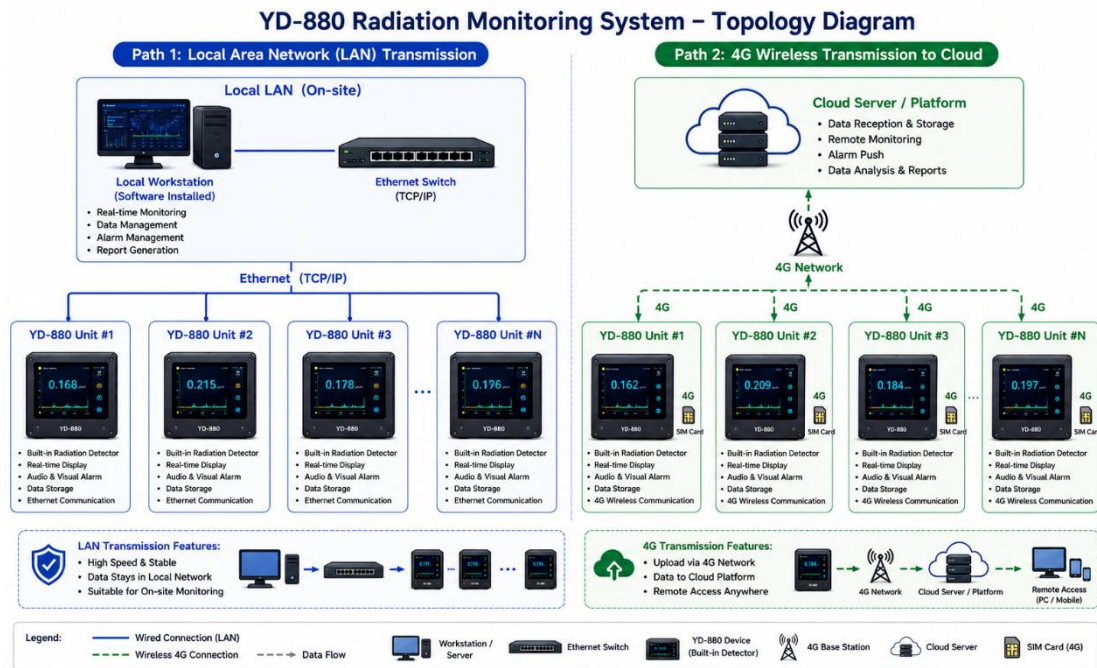 YD-880 Radiation Monitoring System – Topology Diagram
Path 1: Local Area Network (LAN) Transmission
Local LAN (On-site)
Local Workstation
(Software Installed)
• Real-time Monitoring
• Data Management
• Alarm Management
• Report Generation
Ethernet Switch
(TCP/IP)
Ethernet (TCP/IP)
YD-880 Unit #1
0.168
YD-880
• Built-in Radiation Detector
• Real-time Display
• Audio & Visual Alarm
• Data Storage
• Ethernet Communication
YD-880 Unit #2
0.215
YD-880
• Built-in Radiation Detector
• Real-time Display
• Audio & Visual Alarm
• Data Storage
• Ethernet Communication
YD-880 Unit #3
0.178
YD-880
• Built-in Radiation Detector
• Real-time Display
• Audio & Visual Alarm
• Data Storage
• Ethernet Communication
...
YD-880 Unit #N
0.196
YD-880
• Built-in Radiation Detector
• Real-time Display
• Audio & Visual Alarm
• Data Storage
• Ethernet Communication
LAN Transmission Features:
• High Speed & Stable
• Data Stays in Local Network
• Suitable for On-site Monitoring
Path 2: 4G Wireless Transmission to Cloud
Cloud Server / Platform
• Data Reception & Storage
• Remote Monitoring
• Alarm Push
• Data Analysis & Reports
4G Network
4G
4G
4G
4G
YD-880 Unit #1
0.162
YD-880
4G
SIM Card
• Built-in Radiation Detector
• Real-time Display
• Audio & Visual Alarm
• Data Storage
• 4G Wireless Communication
YD-880 Unit #2
0.209
YD-880
4G
SIM Card
• Built-in Radiation Detector
• Real-time Display
• Audio & Visual Alarm
• Data Storage
• 4G Wireless Communication
YD-880 Unit #3
0.184
YD-880
4G
SIM Card
• Built-in Radiation Detector
• Real-time Display
• Audio & Visual Alarm
• Data Storage
• 4G Wireless Communication
...
YD-880 Unit #N
0.197
YD-880
4G
SIM Card
• Built-in Radiation Detector
• Real-time Display
• Audio & Visual Alarm
• Data Storage
• 4G Wireless Communication
4G Transmission Features:
• Upload via 4G Network
• Data to Cloud Platform
• Remote Access Anywhere
4G Network
Cloud Server / Platform
Remote Access
(PC / Mobile)
Legend:
Wired Connection (LAN)
Wireless 4G Connection
Data Flow
Workstation /
Server
Ethernet Switch
YD-880 Device
(Built-in Detector)
4G Base Station
Cloud Server
SIM Card (4G)